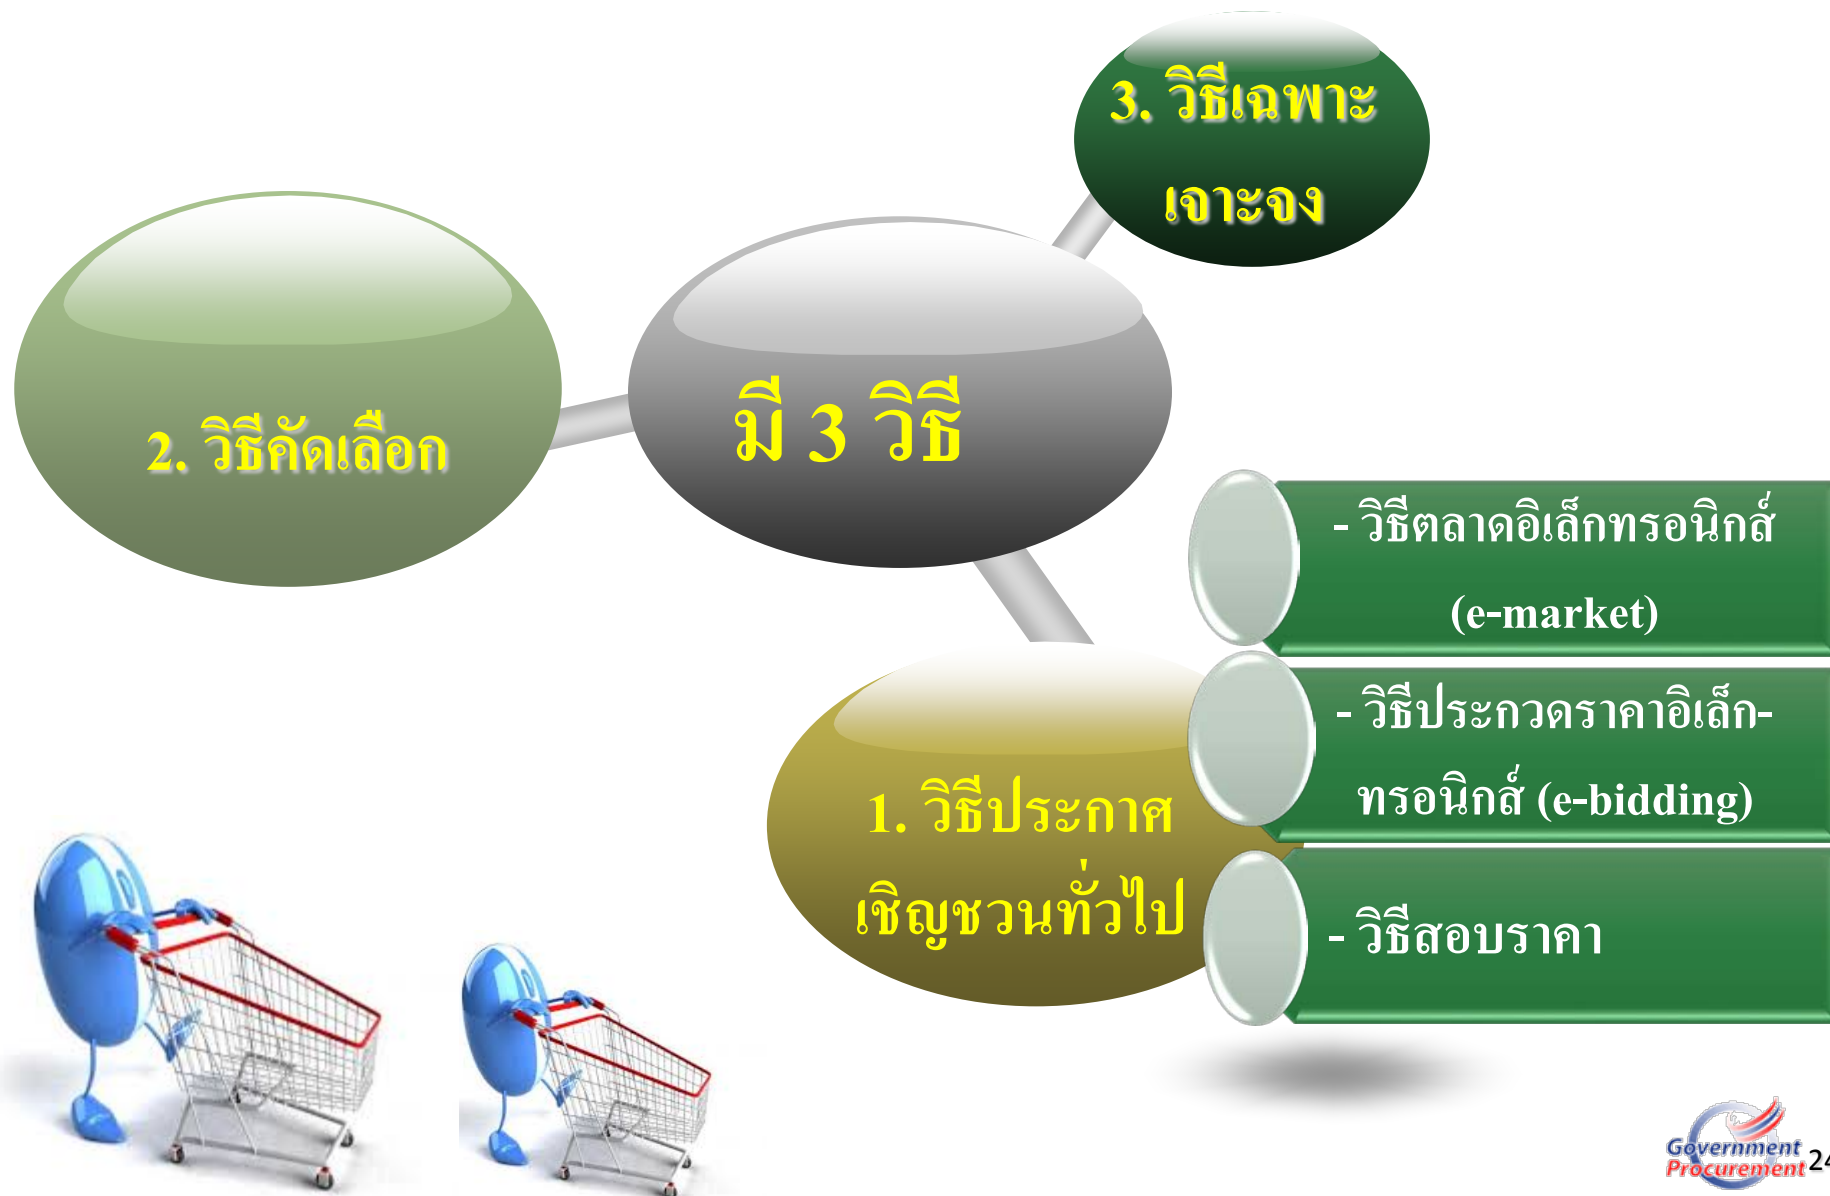 3. วิธีเฉพาะ
เจาะจง
2. วิธีคัดเลือก
มี 3 วิธี
- วิธีตลาดอิเล็กทรอนิกส์
(e-market)
- วิธีประกวดราคาอิเล็ก-
ทรอนิกส์ (e-bidding)
1. วิธีประกาศ
เชิญชวนทั่วไป
- วิธีสอบราคา
Government
Procurement
24